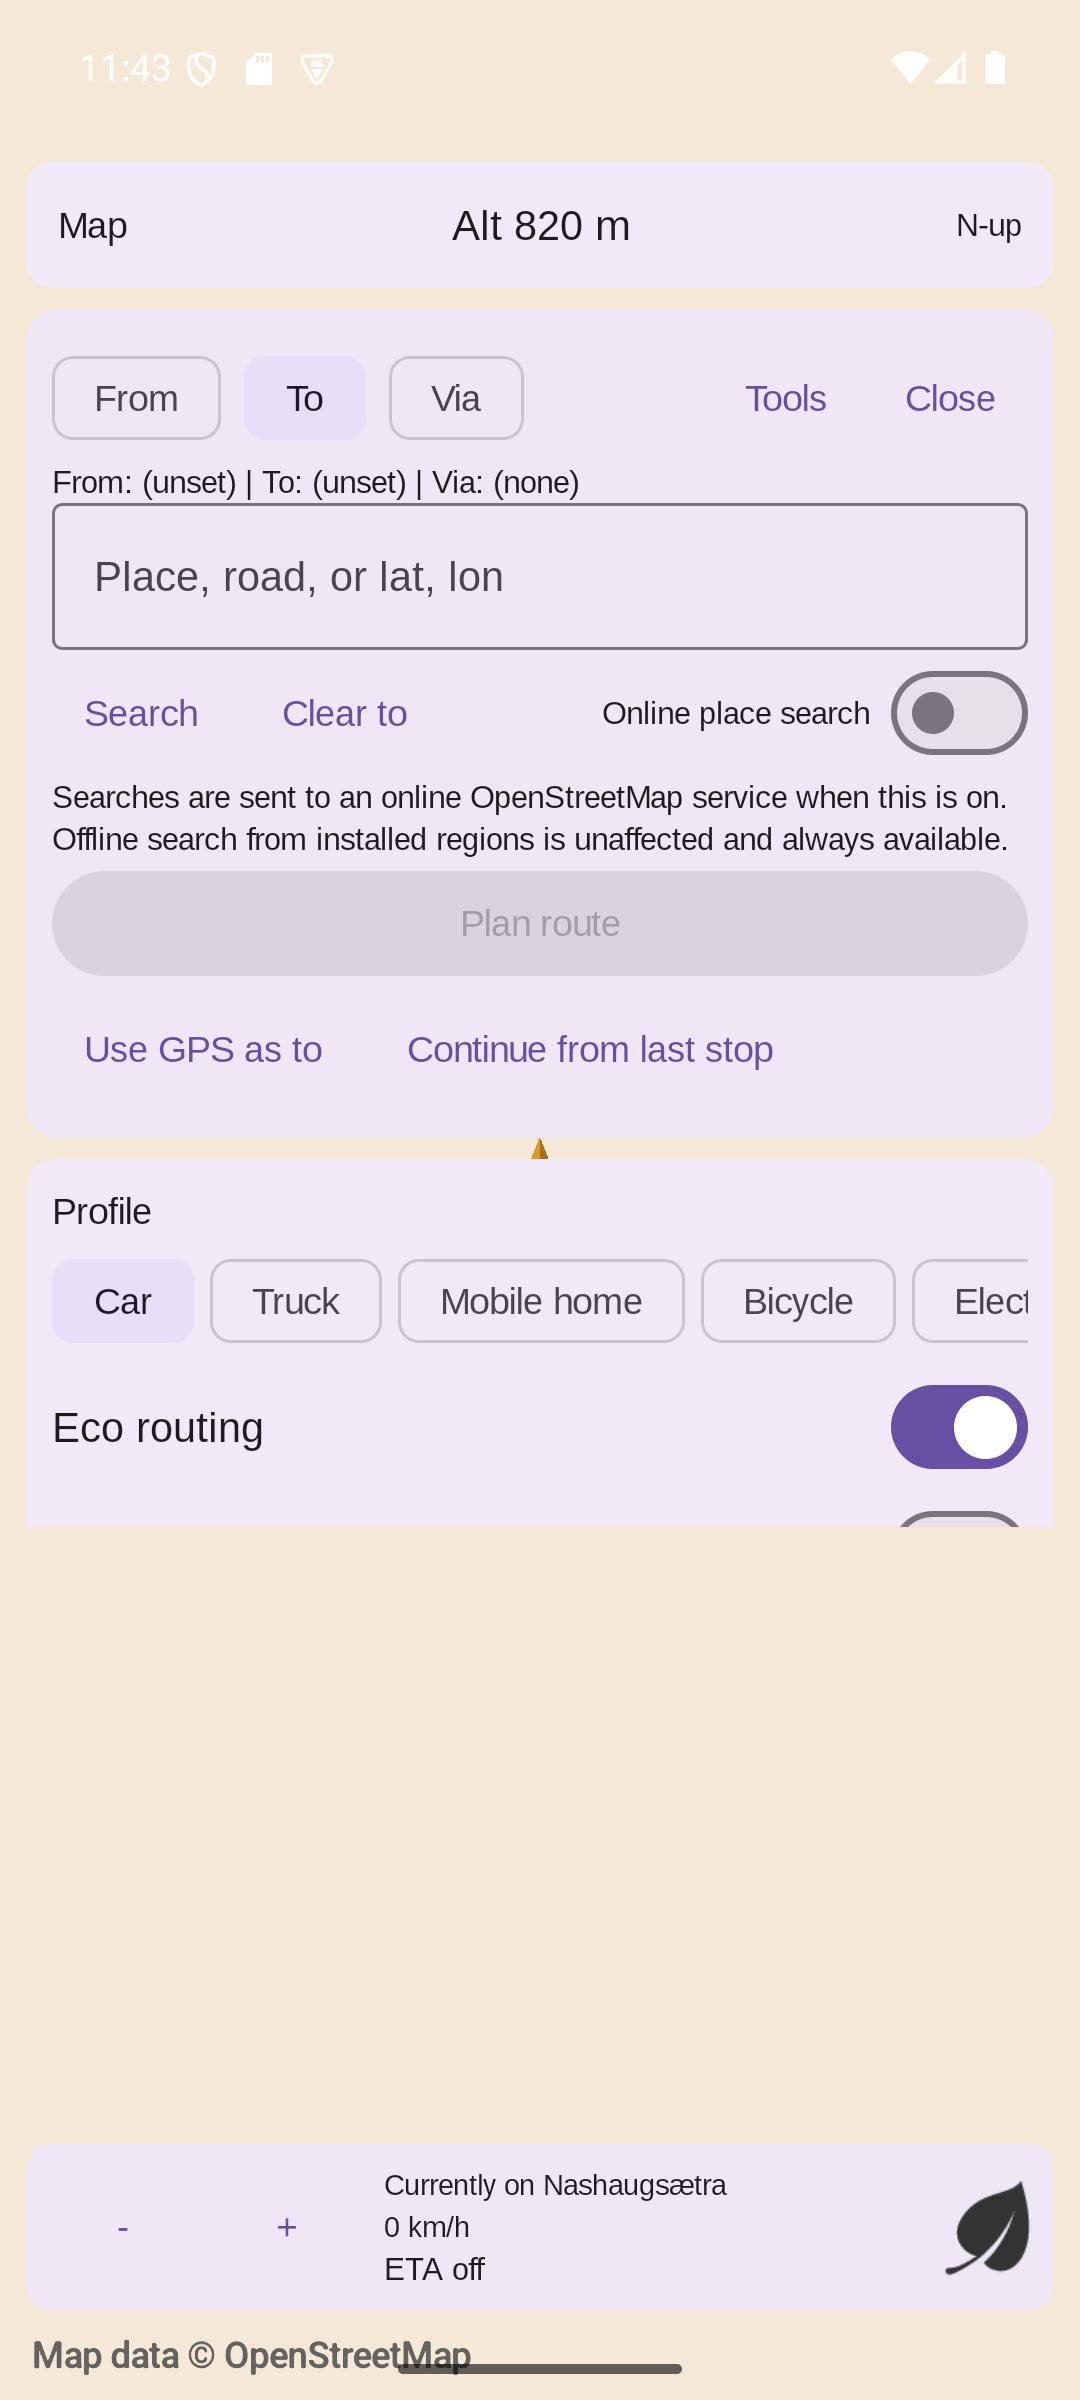 11:43
Map Alt 820 m N-up
From To Via Tools Close
From: (unset) | To: (unset) | Via: (none)
Place, road, or lat, lon
Search Clear to Online place search
Searches are sent to an online OpenStreetMap service when this is on.
Offline search from installed regions is unaffected and always available.
Plan route
Use GPS as to Continue from last stop
Profile
Car Truck Mobile home Bicycle Elect
Eco routing
- + Currently on Nashaugsætra
0 km/h
ETA off
Map data © OpenStreetMap